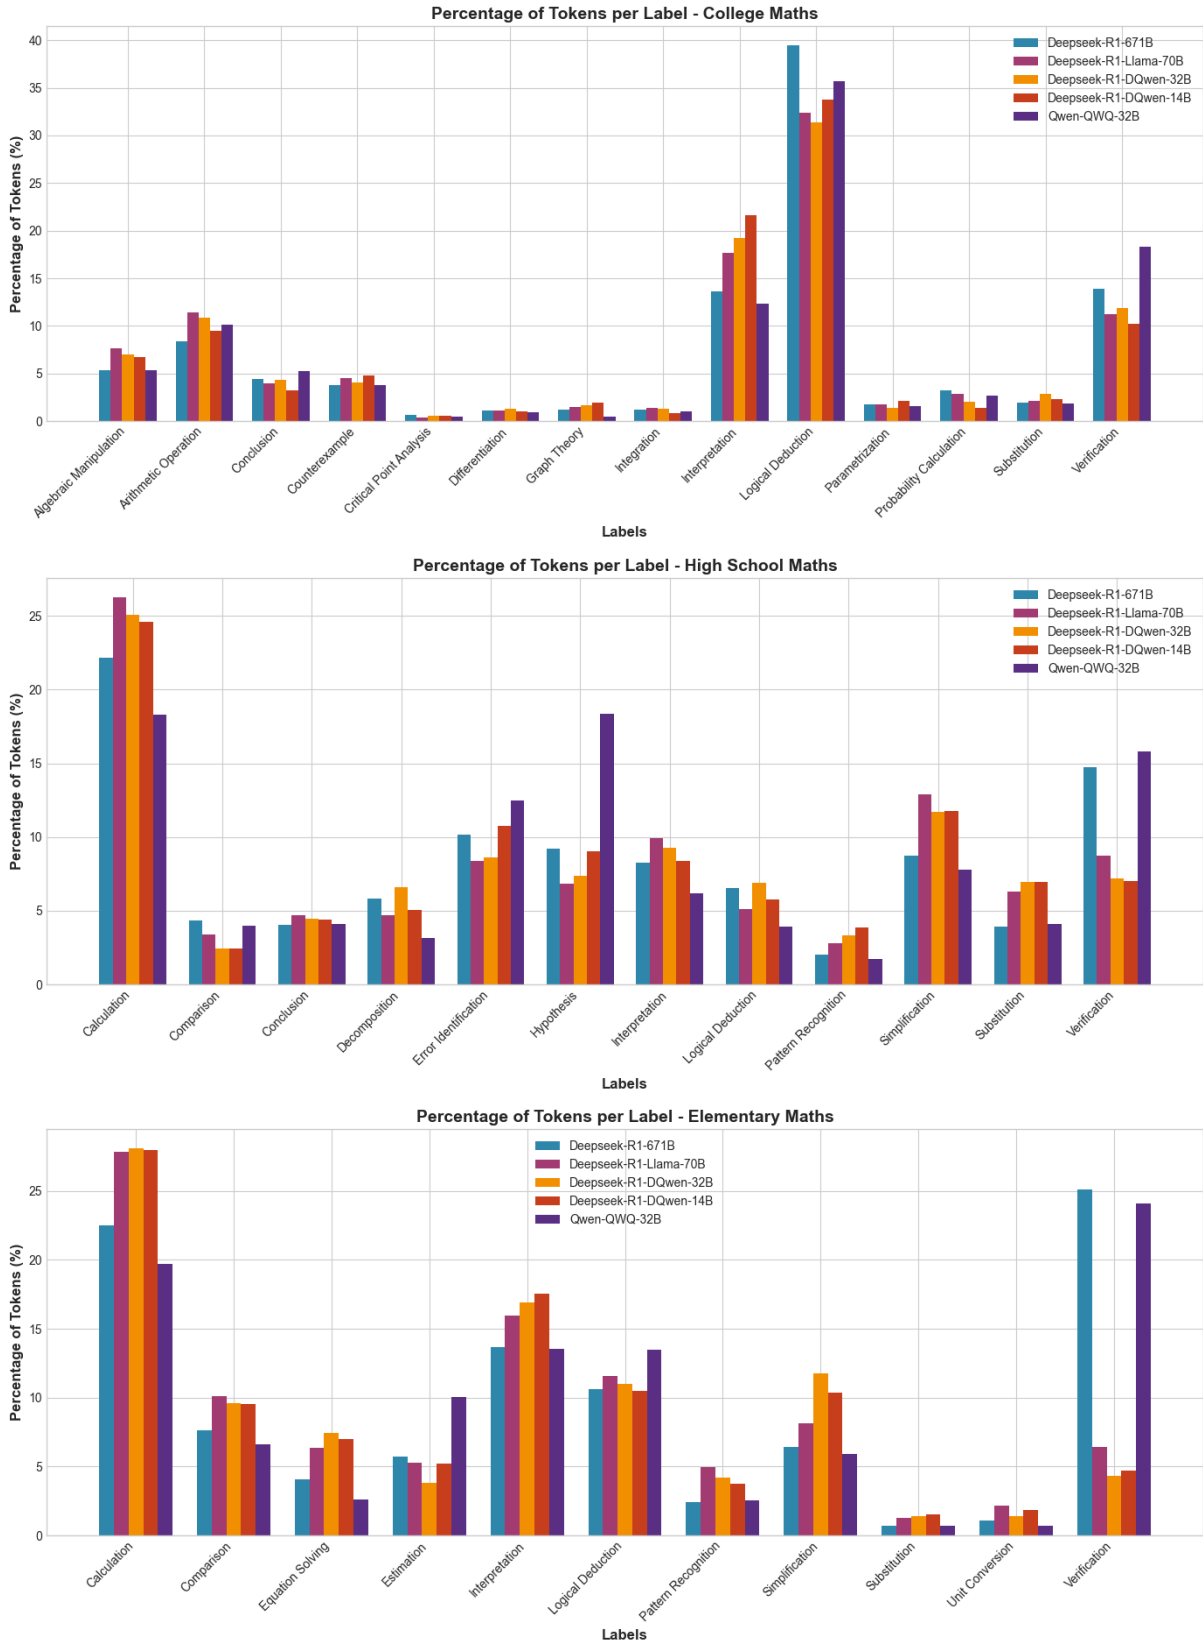 Percentage of Tokens per Label - College Maths
Percentage of Tokens (%)
40
35
30
25
20
15
10
5
0
Deepseek-R1-671B
Deepseek-R1-Llama-70B
Deepseek-R1-DQwen-32B
Deepseek-R1-DQwen-14B
Qwen-QWQ-32B
Algebraic Manipulation
Arithmetic Operation
Conclusion
Counterexample
Critical Point Analysis
Differentiation
Graph Theory
Integration
Interpretation
Logical Deduction
Parametrization
Probability Calculation
Substitution
Verification
Labels
Percentage of Tokens per Label - High School Maths
Percentage of Tokens (%)
25
20
15
10
5
0
Deepseek-R1-671B
Deepseek-R1-Llama-70B
Deepseek-R1-DQwen-32B
Deepseek-R1-DQwen-14B
Qwen-QWQ-32B
Calculation
Comparison
Conclusion
Decomposition
Error Identification
Hypothesis
Interpretation
Logical Deduction
Pattern Recognition
Simplification
Substitution
Verification
Labels
Percentage of Tokens per Label - Elementary Maths
Percentage of Tokens (%)
25
20
15
10
5
0
Deepseek-R1-671B
Deepseek-R1-Llama-70B
Deepseek-R1-DQwen-32B
Deepseek-R1-DQwen-14B
Qwen-QWQ-32B
Calculation
Comparison
Equation Solving
Estimation
Interpretation
Logical Deduction
Pattern Recognition
Simplification
Substitution
Unit Conversion
Verification
Labels